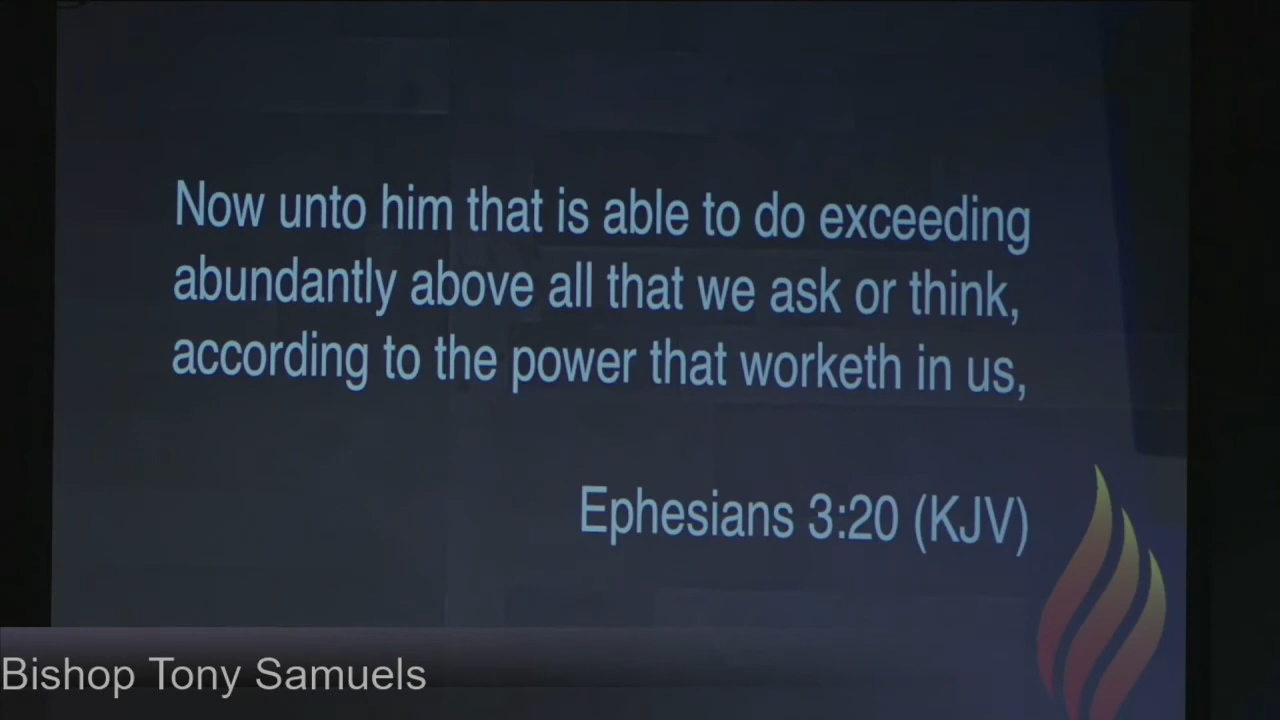 Now unto him that is able to do exceeding
abundantly above all that we ask or think,
according to the power that worketh in us,
Ephesians 3:20 (KJV)
Bishop Tony Samuels